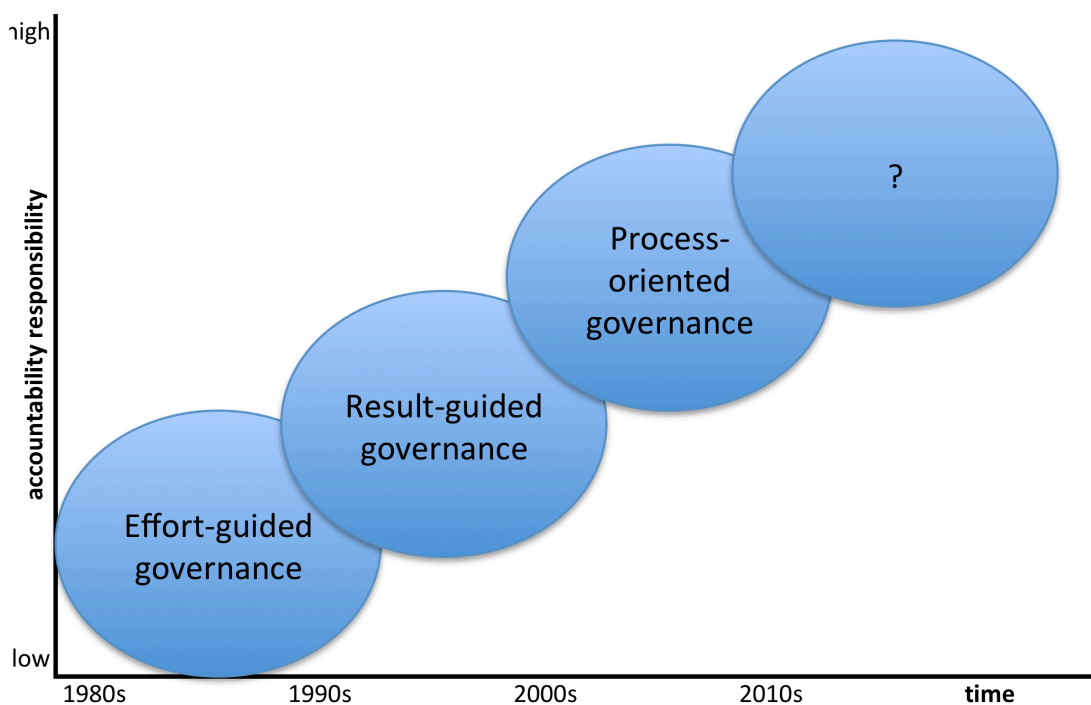 high
accountability responsibility
low
?
Process-
oriented
governance
Result-guided
governance
Effort-guided
governance
1980s
1990s
2000s
2010s
time